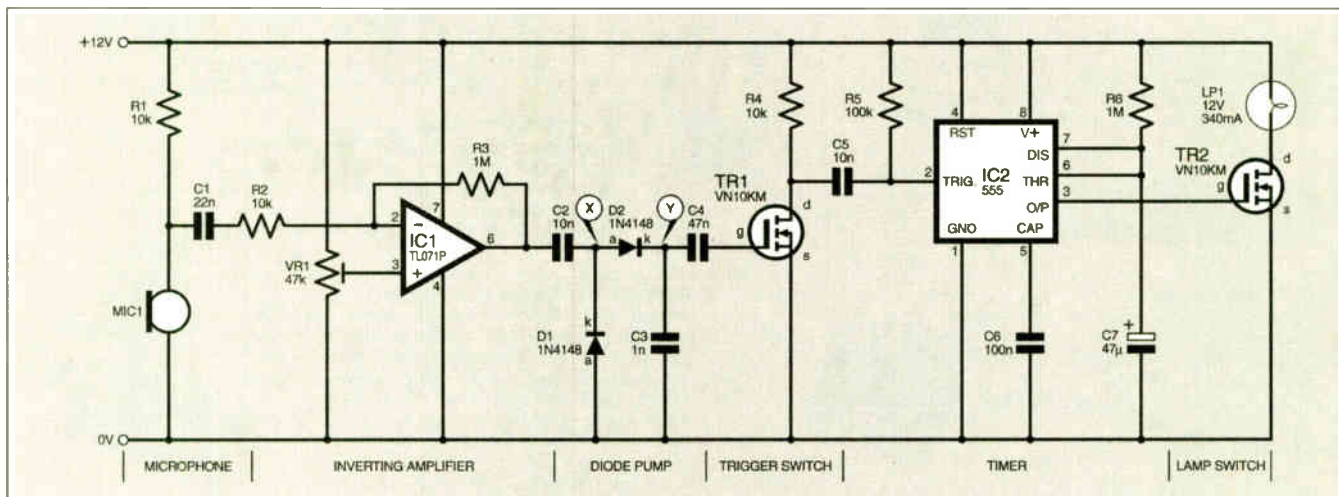 +12V
R1
10k
C1
22n
R2
10k
MIC1
VR1
47k
R3
1M
2
7
IC1
TL071P
6
3
+
4
C2
10n
X
D2
1N4148
a
k
Y
C4
47n
D1
1N4148
k
a
C3
1n
R4
10k
TR1
VN10KM
g
d
s
C5
10n
R5
100k
4
8
RST
V+
DIS
7
2
TRIG
IC2
555
THR
6
O/P
3
GND
CAP
1
5
C6
100n
R6
1M
C7
47µ
+
LP1
12V
340mA
TR2
VN10KM
g
d
s
0V
MICROPHONE
INVERTING AMPLIFIER
DIODE PUMP
TRIGGER SWITCH
TIMER
LAMP SWITCH